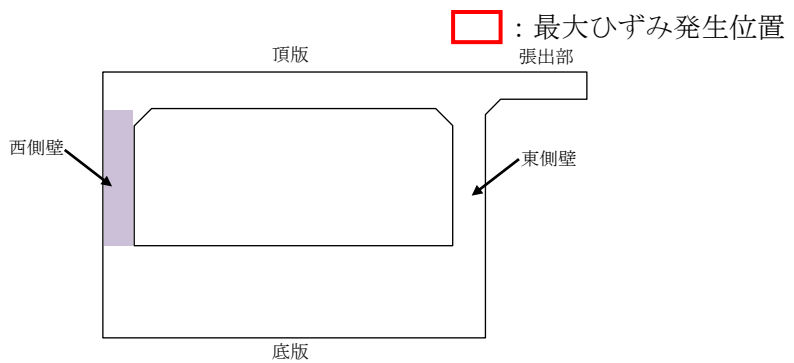 ：最大ひずみ発生位置
頂版
張出部
西側壁
東側壁
底版